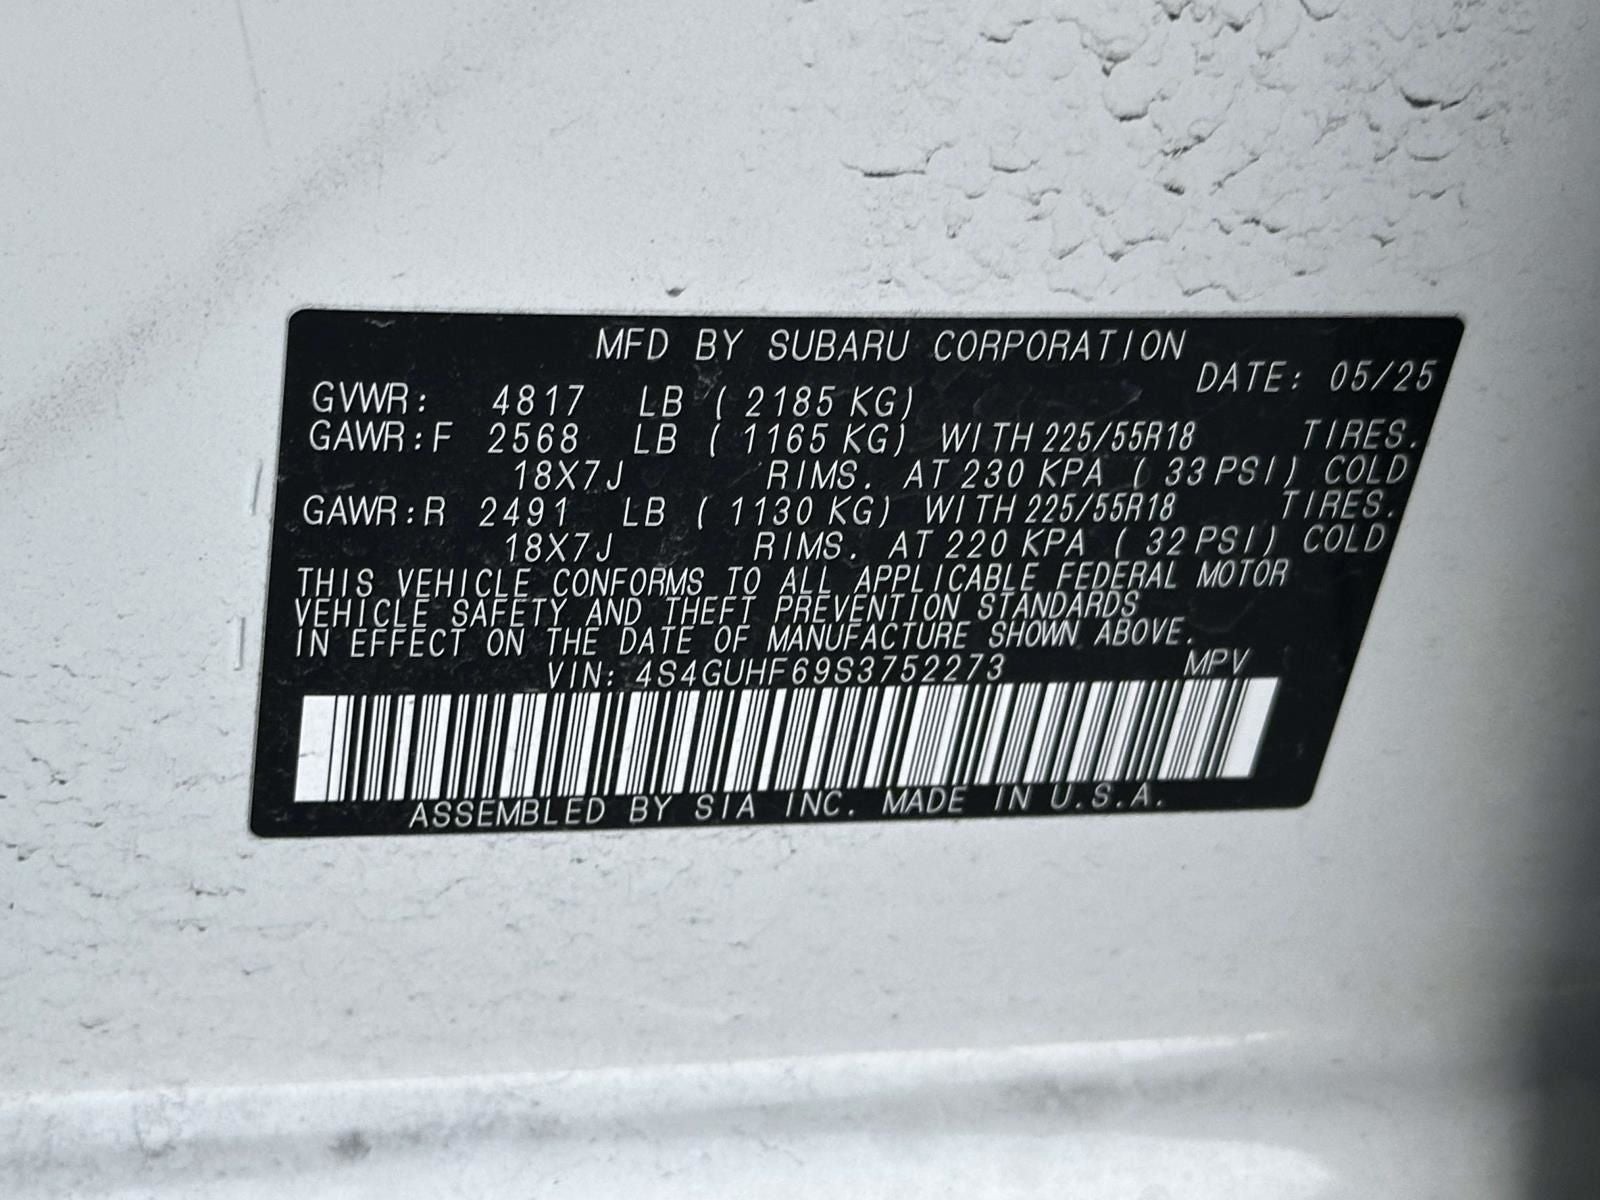 MFD BY SUBARU CORPORATION
DATE: 05/25
GVWR: 4817 LB ( 2185 KG)
GAWR:F 2568 LB ( 1165 KG) WITH 225/55R18 TIRES.
18X7J RIMS. AT 230 KPA ( 33 PSI) COLD
GAWR:R 2491 LB ( 1130 KG) WITH 225/55R18 TIRES.
18X7J RIMS. AT 220 KPA ( 32 PSI) COLD
THIS VEHICLE CONFORMS TO ALL APPLICABLE FEDERAL MOTOR
VEHICLE SAFETY AND THEFT PREVENTION STANDARDS
IN EFFECT ON THE DATE OF MANUFACTURE SHOWN ABOVE.
VIN: 4S4GUHF69S3752273 MPV
ASSEMBLED BY SIA INC. MADE IN U.S.A.